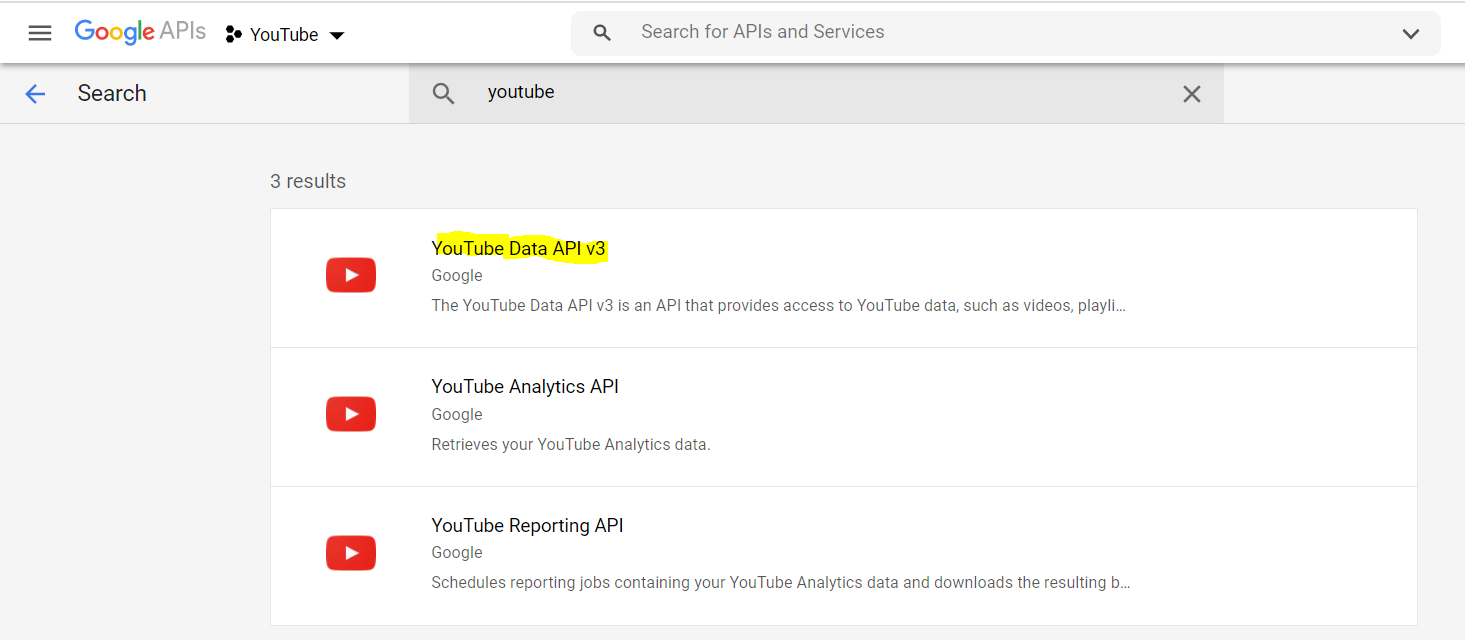 Google APIs YouTube Search for APIs and Services
Search youtube
3 results
YouTube Data API v3
Google
The YouTube Data API v3 is an API that provides access to YouTube data, such as videos, playli...
YouTube Analytics API
Google
Retrieves your YouTube Analytics data.
YouTube Reporting API
Google
Schedules reporting jobs containing your YouTube Analytics data and downloads the resulting b...